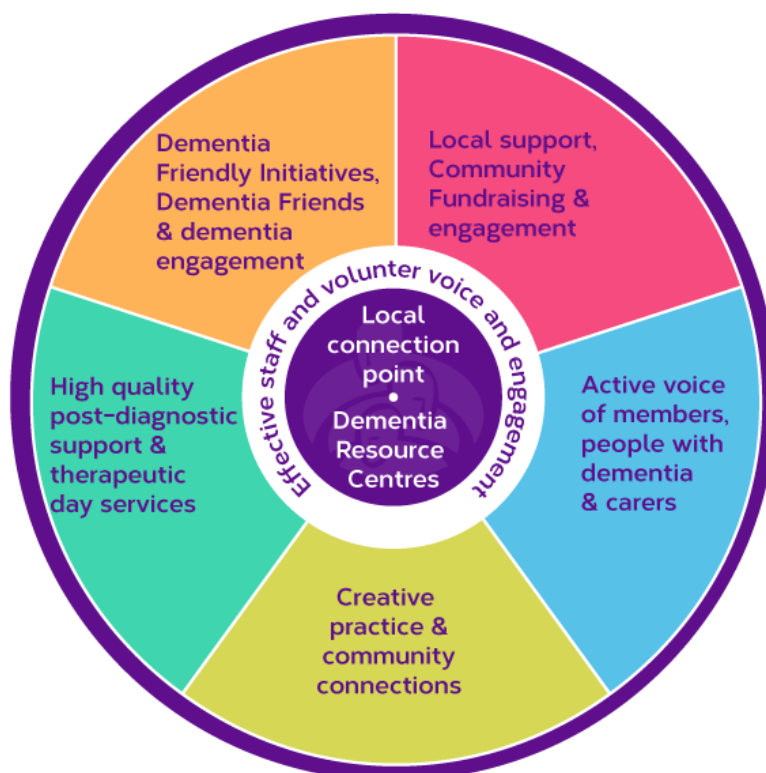 Dementia
Friendly Initiatives,
Dementia Friends
& dementia
engagement
Local support,
Community
Fundraising &
engagement
Effective staff and volunter voice and engagement
Local
connection
point
•
Dementia
Resource
Centres
High quality
post-diagnostic
support &
therapeutic
day services
Active voice
of members,
people with
dementia
& carers
Creative
practice &
community
connections